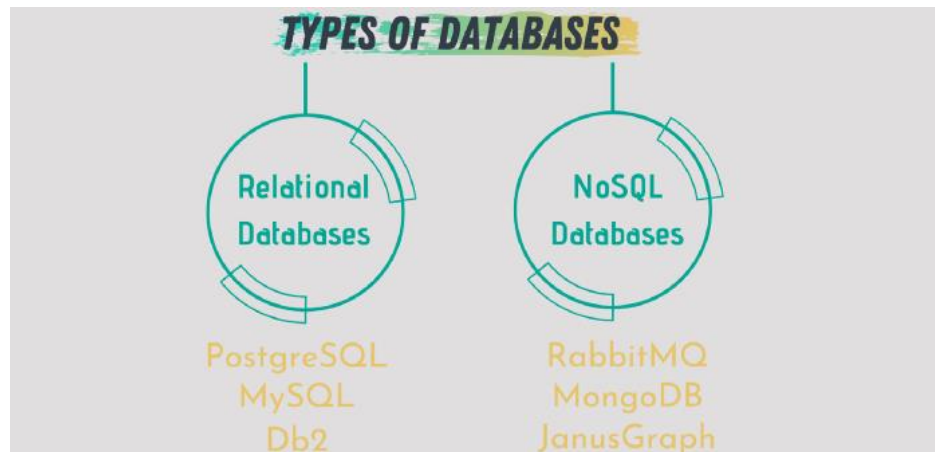 TYPES OF DATABASES
Relational
Databases
PostgreSQL
MySQL
Db2
NoSQL
Databases
RabbitMQ
MongoDB
JanusGraph